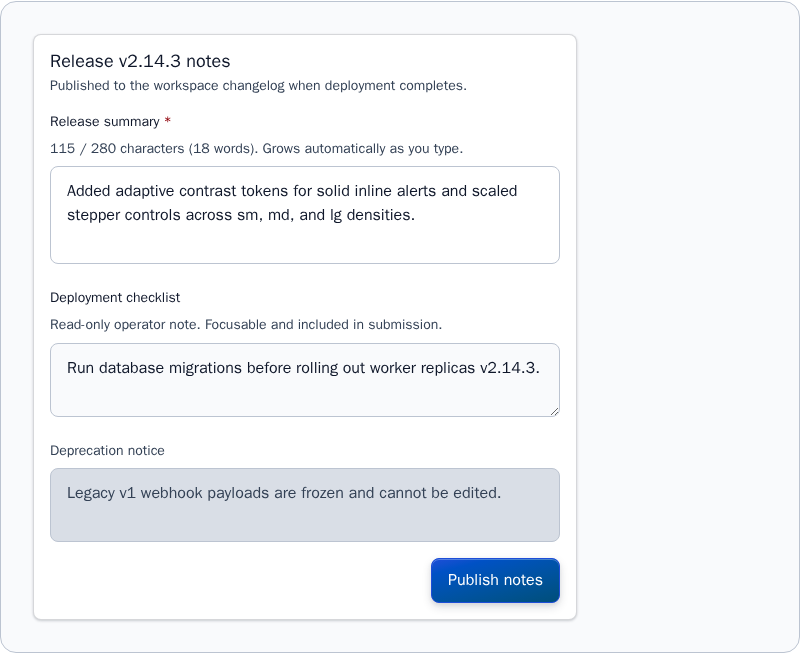 Release v2.14.3 notes
Published to the workspace changelog when deployment completes.
Release summary *
115 / 280 characters (18 words). Grows automatically as you type.
Added adaptive contrast tokens for solid inline alerts and scaled
stepper controls across sm, md, and lg densities.
Deployment checklist
Read-only operator note. Focusable and included in submission.
Run database migrations before rolling out worker replicas v2.14.3.
Deprecation notice
Legacy v1 webhook payloads are frozen and cannot be edited.
Publish notes